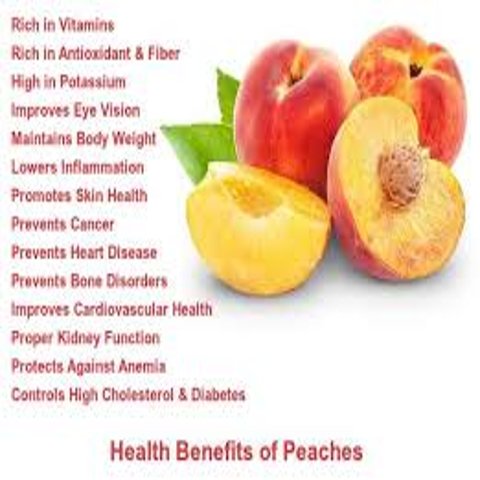 Rich in Vitamins
Rich in Antioxidant & Fiber
High in Potassium
Improves Eye Vision
Maintains Body Weight
Lowers Inflammation
Promotes Skin Health
Prevents Cancer
Prevents Heart Disease
Prevents Bone Disorders
Improves Cardiovascular Health
Proper Kidney Function
Protects Against Anemia
Controls High Cholesterol & Diabetes
Health Benefits of Peaches